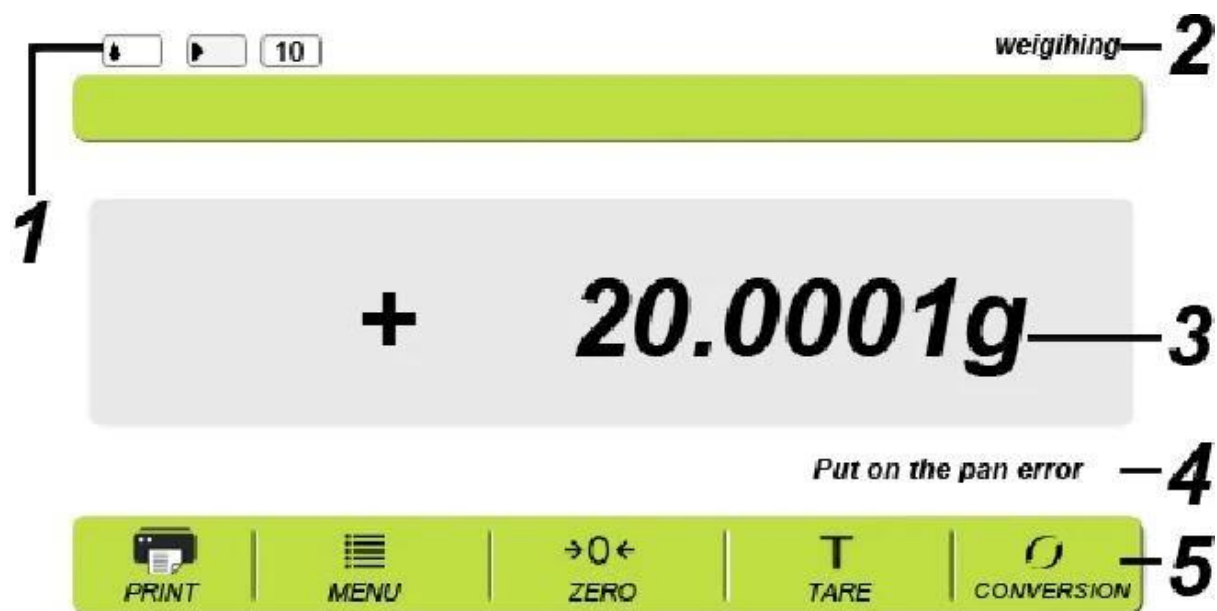 10
weigihing
2
1
+ 20.0001g
3
Put on the pan error
4
PRINT MENU →0← ZERO T TARE CONVERSION
5